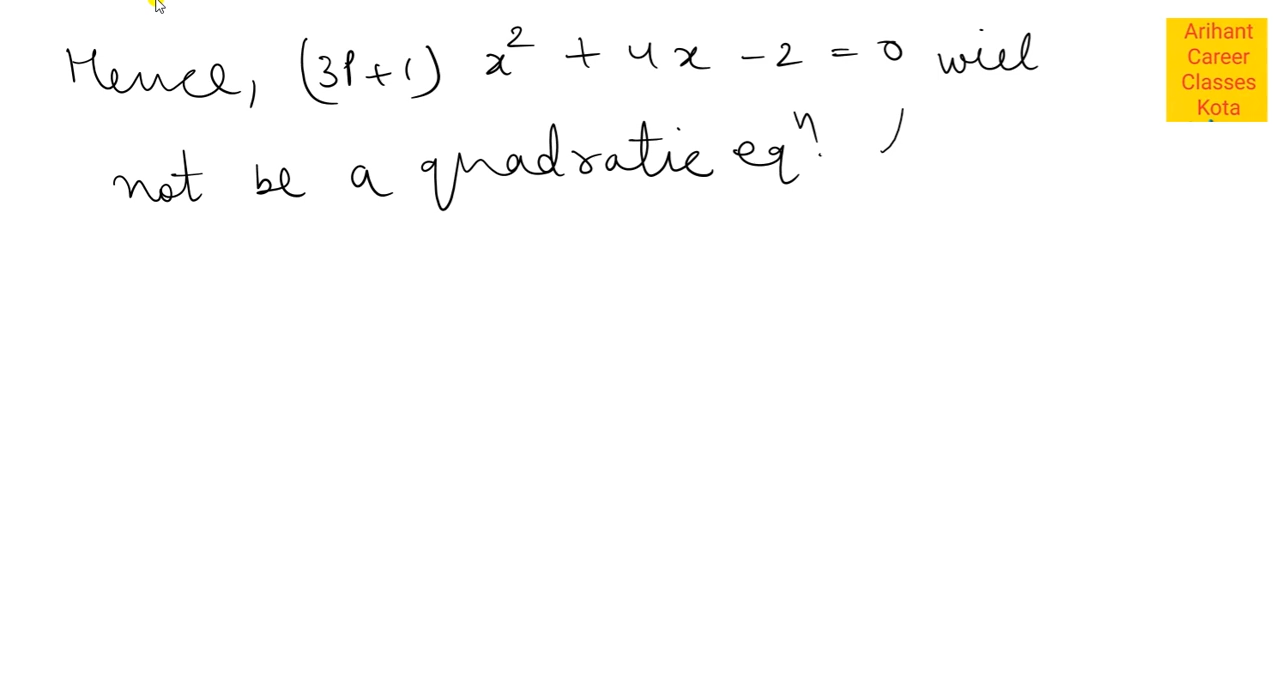 Hence, (3P+1) x² + 4x - 2 = 0 will
not be a quadratic eqⁿ.
Arihant
Career
Classes
Kota